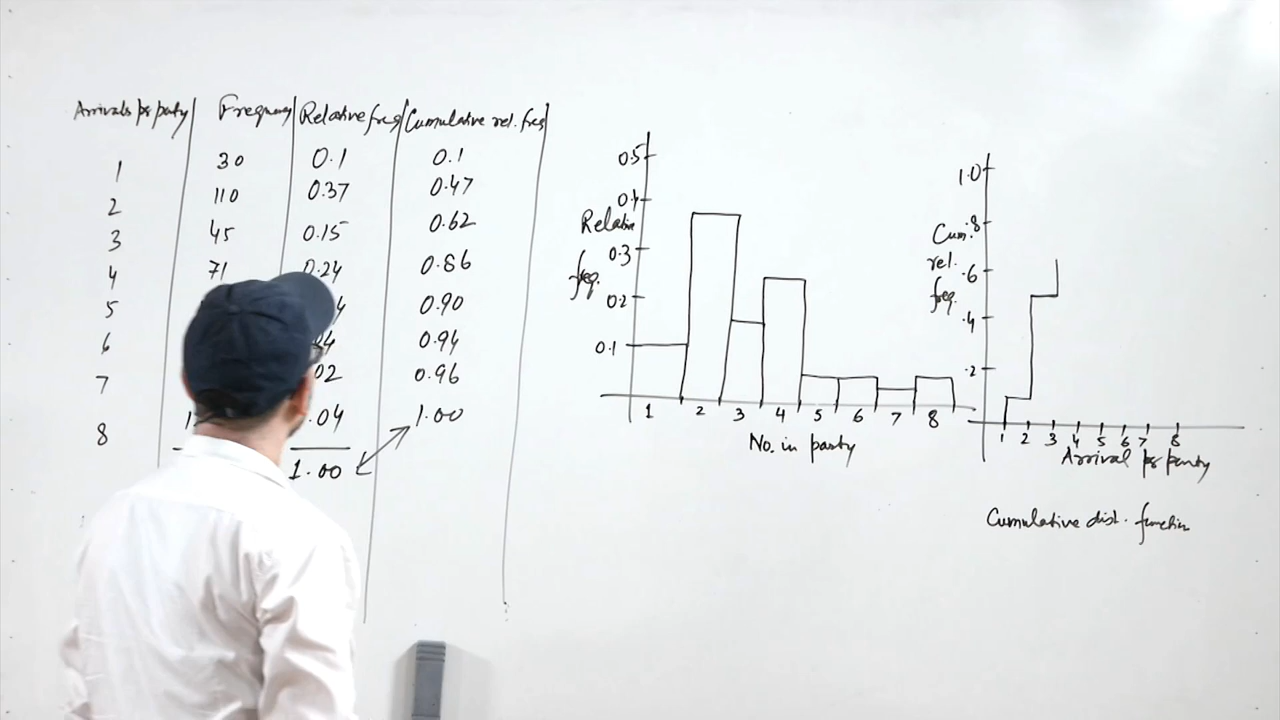 Arrivals per party Frequency Relative freq Cumulative rel. freq
1 30 0.1 0.1
2 110 0.37 0.47
3 45 0.15 0.62
4 71 0.24 0.86
5 0.90
6 0.94
7 02 0.96
8 .04 1.00
1.00
0.5
0.4
Relative
0.3
freq.
0.2
0.1
1 2 3 4 5 6 7 8
No. in party
1.0
.8
Cum.
rel. .6
freq.
.4
.2
1 2 3 4 5 6 7 8
Arrival per party
Cumulative dist. function